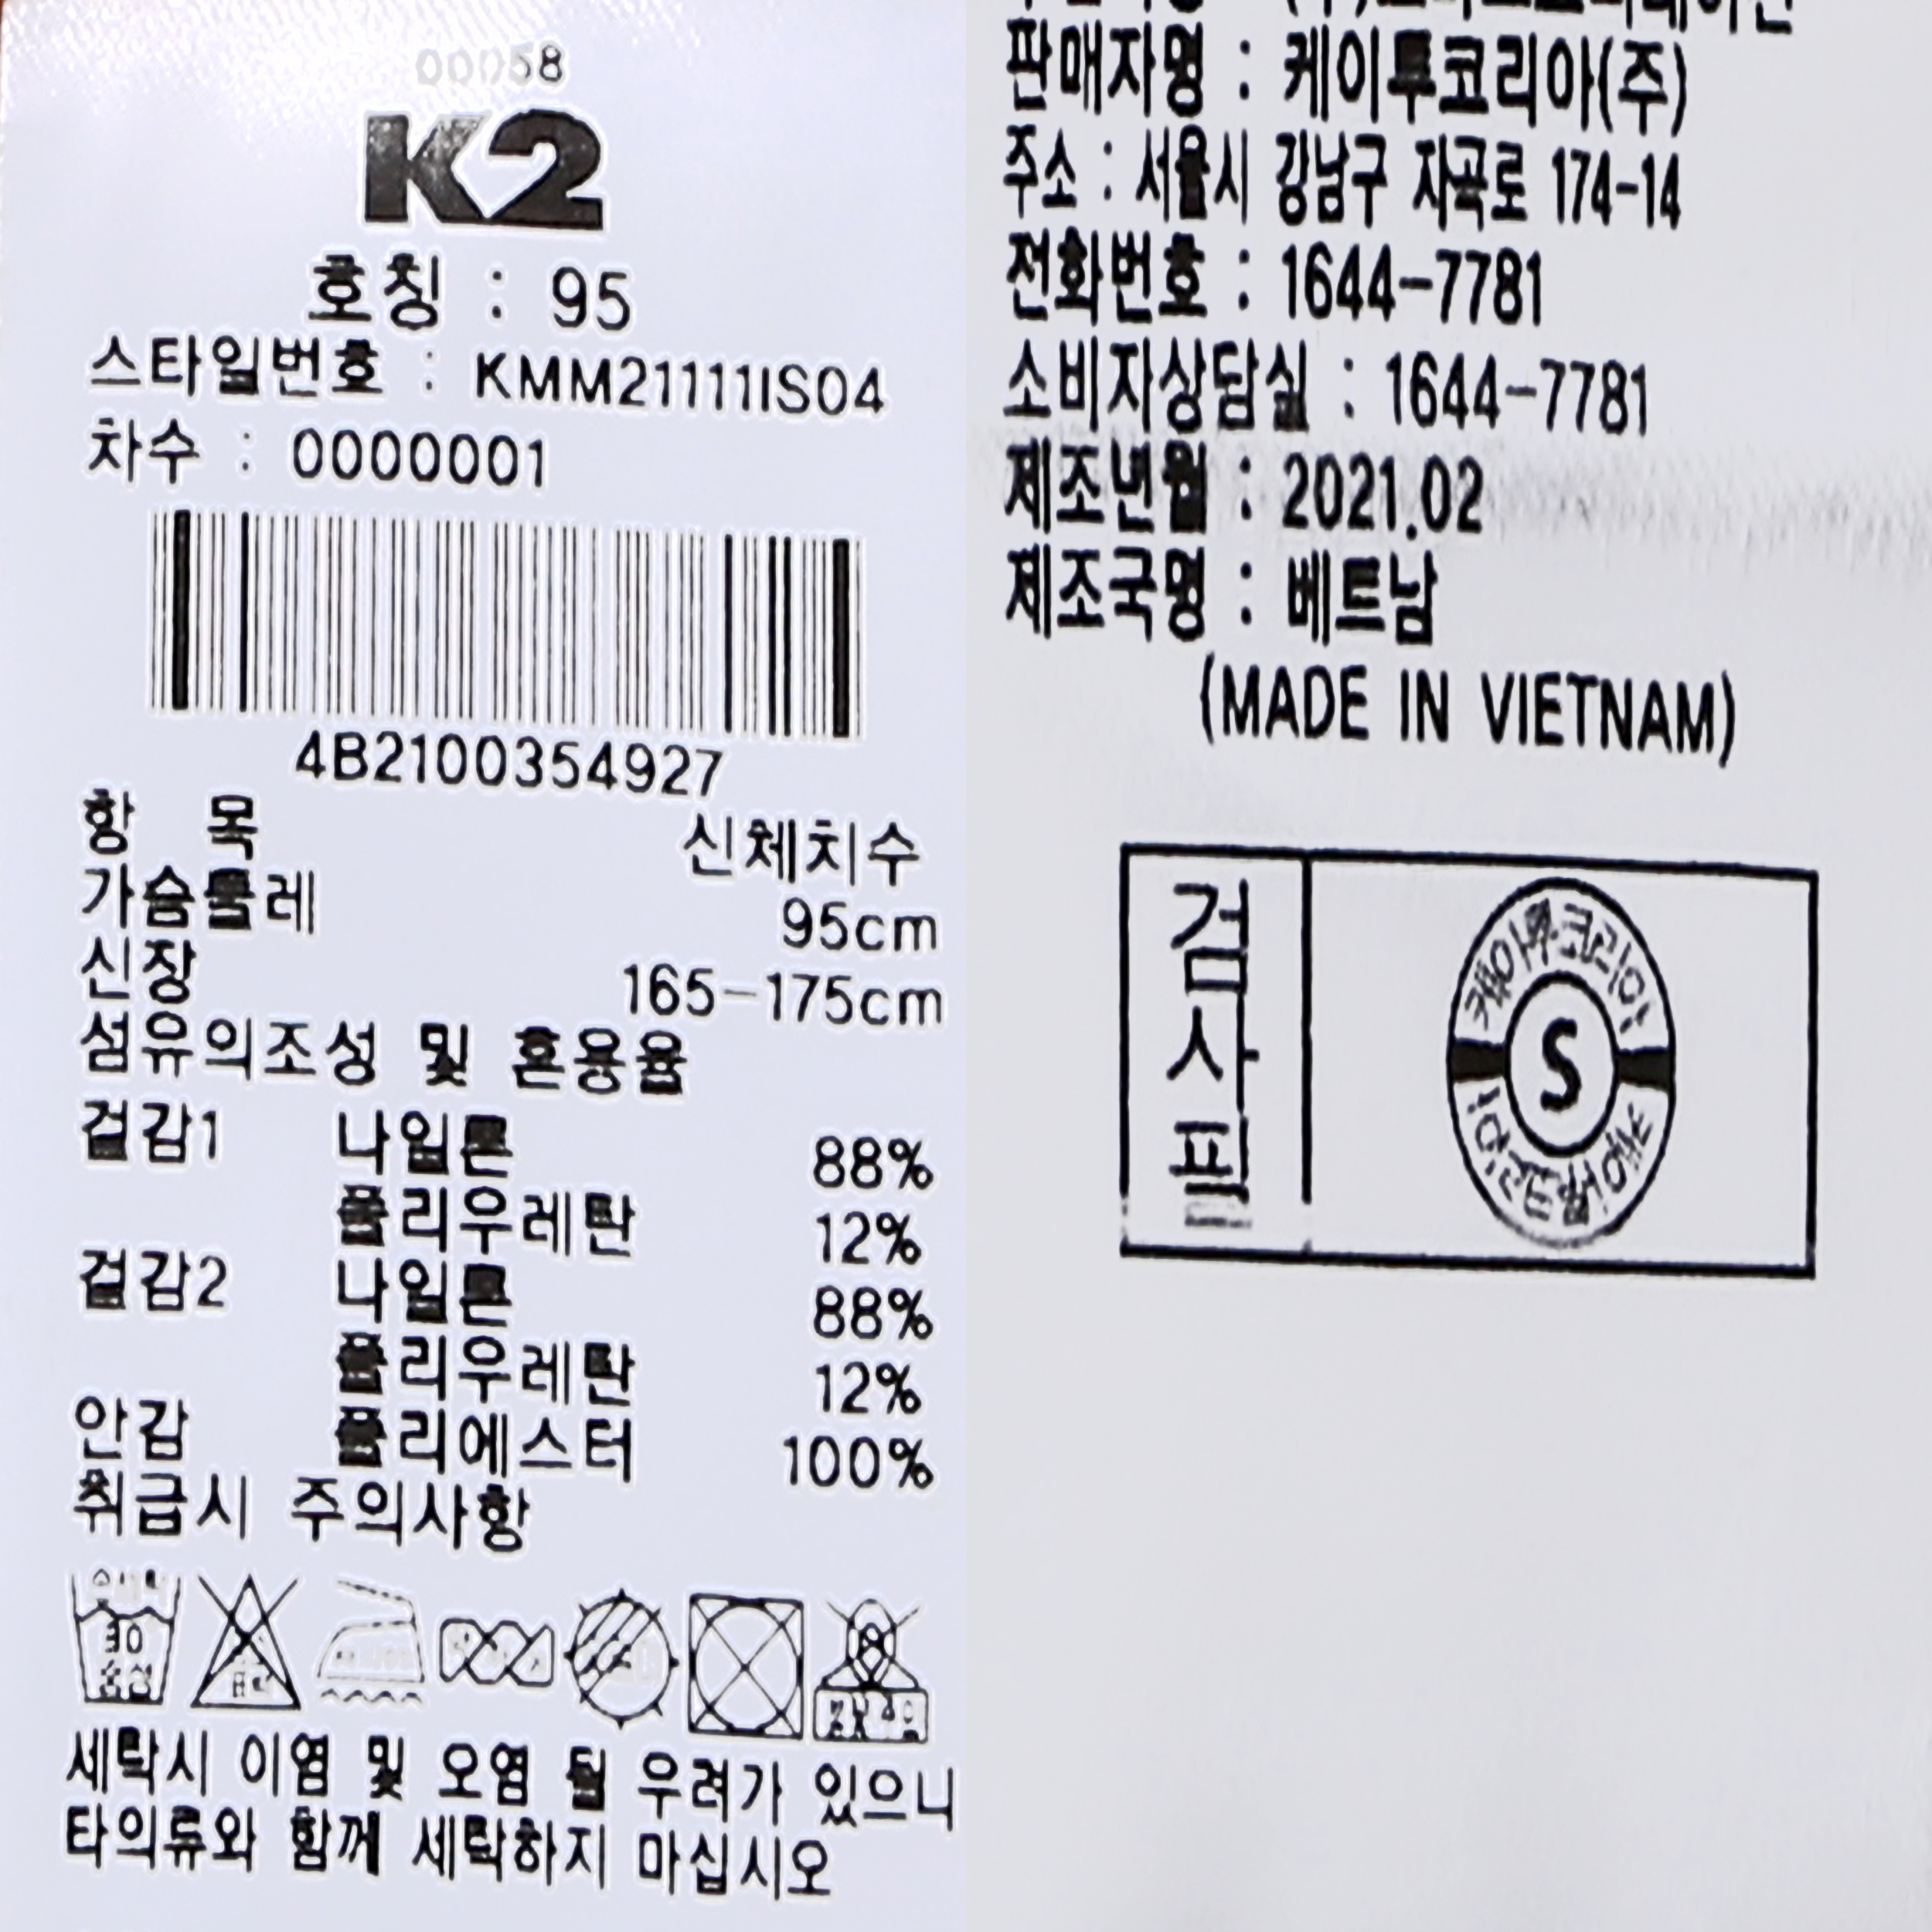 00058
K2
호칭 : 95
스타일번호 : KMM21111IS04
차수 : 0000001
4B2100354927
항 목 신체치수
가슴둘레 95cm
신장 165-175cm
섬유의조성 및 혼용율
겉감1 나일론 88%
폴리우레탄 12%
겉감2 나일론 88%
폴리우레탄 12%
안감 폴리에스터 100%
취급시 주의사항
30
세탁시 이염 및 오염 될 우려가 있으니
타의류와 함께 세탁하지 마십시오
판매자명 : 케이투코리아(주)
주소 : 서울시 강남구 자곡로 174-14
전화번호 : 1644-7781
소비자상담실 : 1644-7781
제조년월 : 2021.02
제조국명 : 베트남
(MADE IN VIETNAM)
검사필
케이투코리아
S